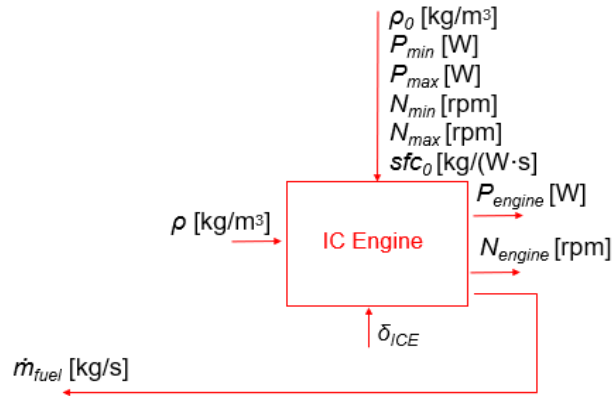 ρ₀ [kg/m³]
Pmin [W]
Pmax [W]
Nmin [rpm]
Nmax [rpm]
sfc₀ [kg/(W·s]
Pengine [W]
ρ [kg/m³]
IC Engine
Nengine [rpm]
δICE
ṁfuel [kg/s]